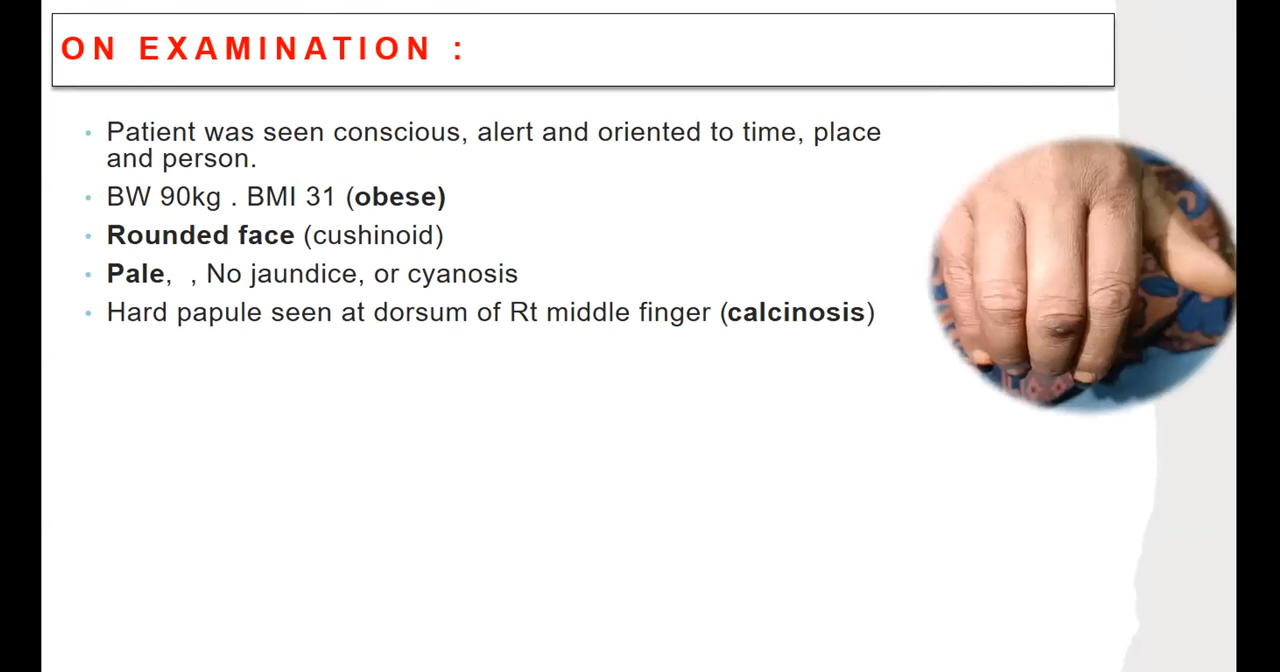 ON EXAMINATION :
• Patient was seen conscious, alert and oriented to time, place
and person.
• BW 90kg . BMI 31 (obese)
• Rounded face (cushinoid)
• Pale,  , No jaundice, or cyanosis
• Hard papule seen at dorsum of Rt middle finger (calcinosis)